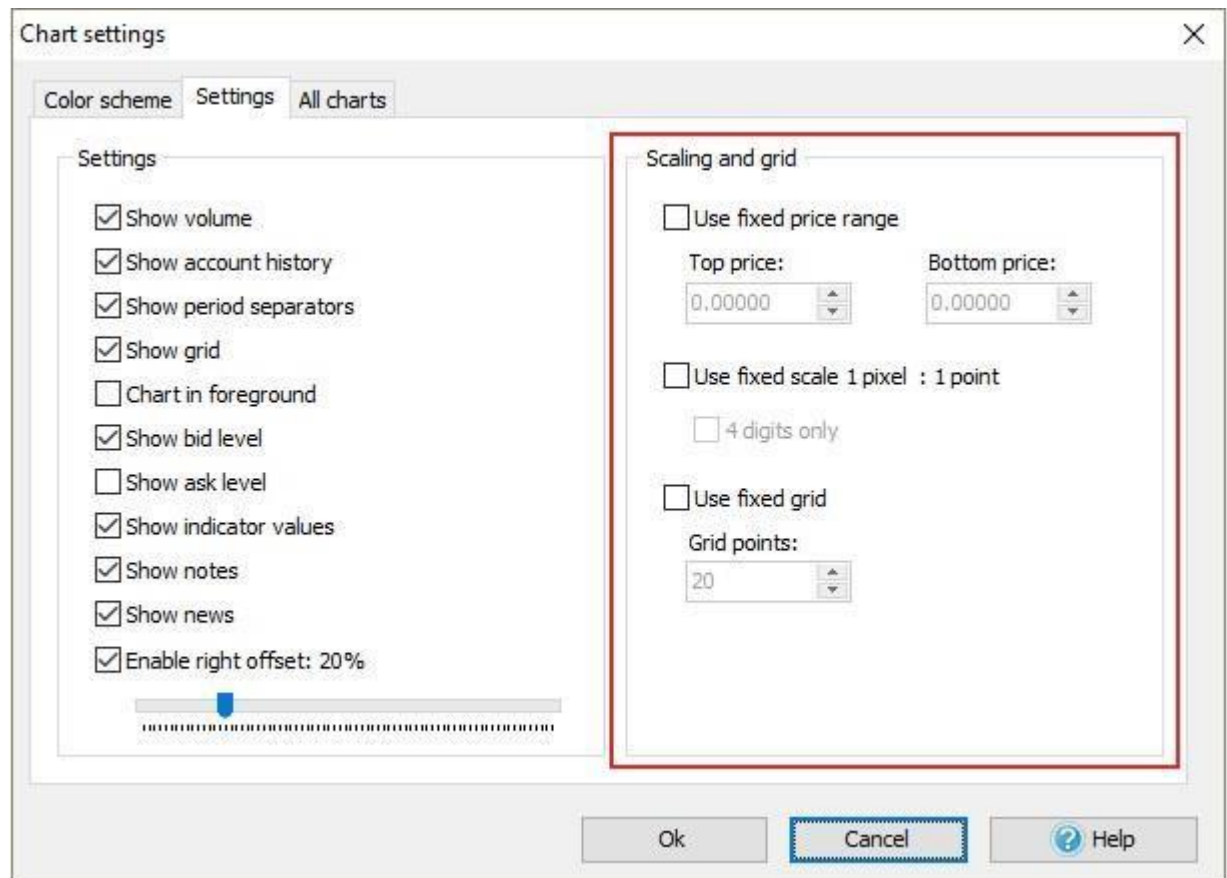 Chart settings
Color scheme Settings All charts
Settings
Show volume
Show account history
Show period separators
Show grid
Chart in foreground
Show bid level
Show ask level
Show indicator values
Show notes
Show news
Enable right offset: 20%
Scaling and grid
Use fixed price range
Top price: Bottom price:
0.00000 0.00000
Use fixed scale 1 pixel : 1 point
4 digits only
Use fixed grid
Grid points:
20
Ok Cancel ? Help